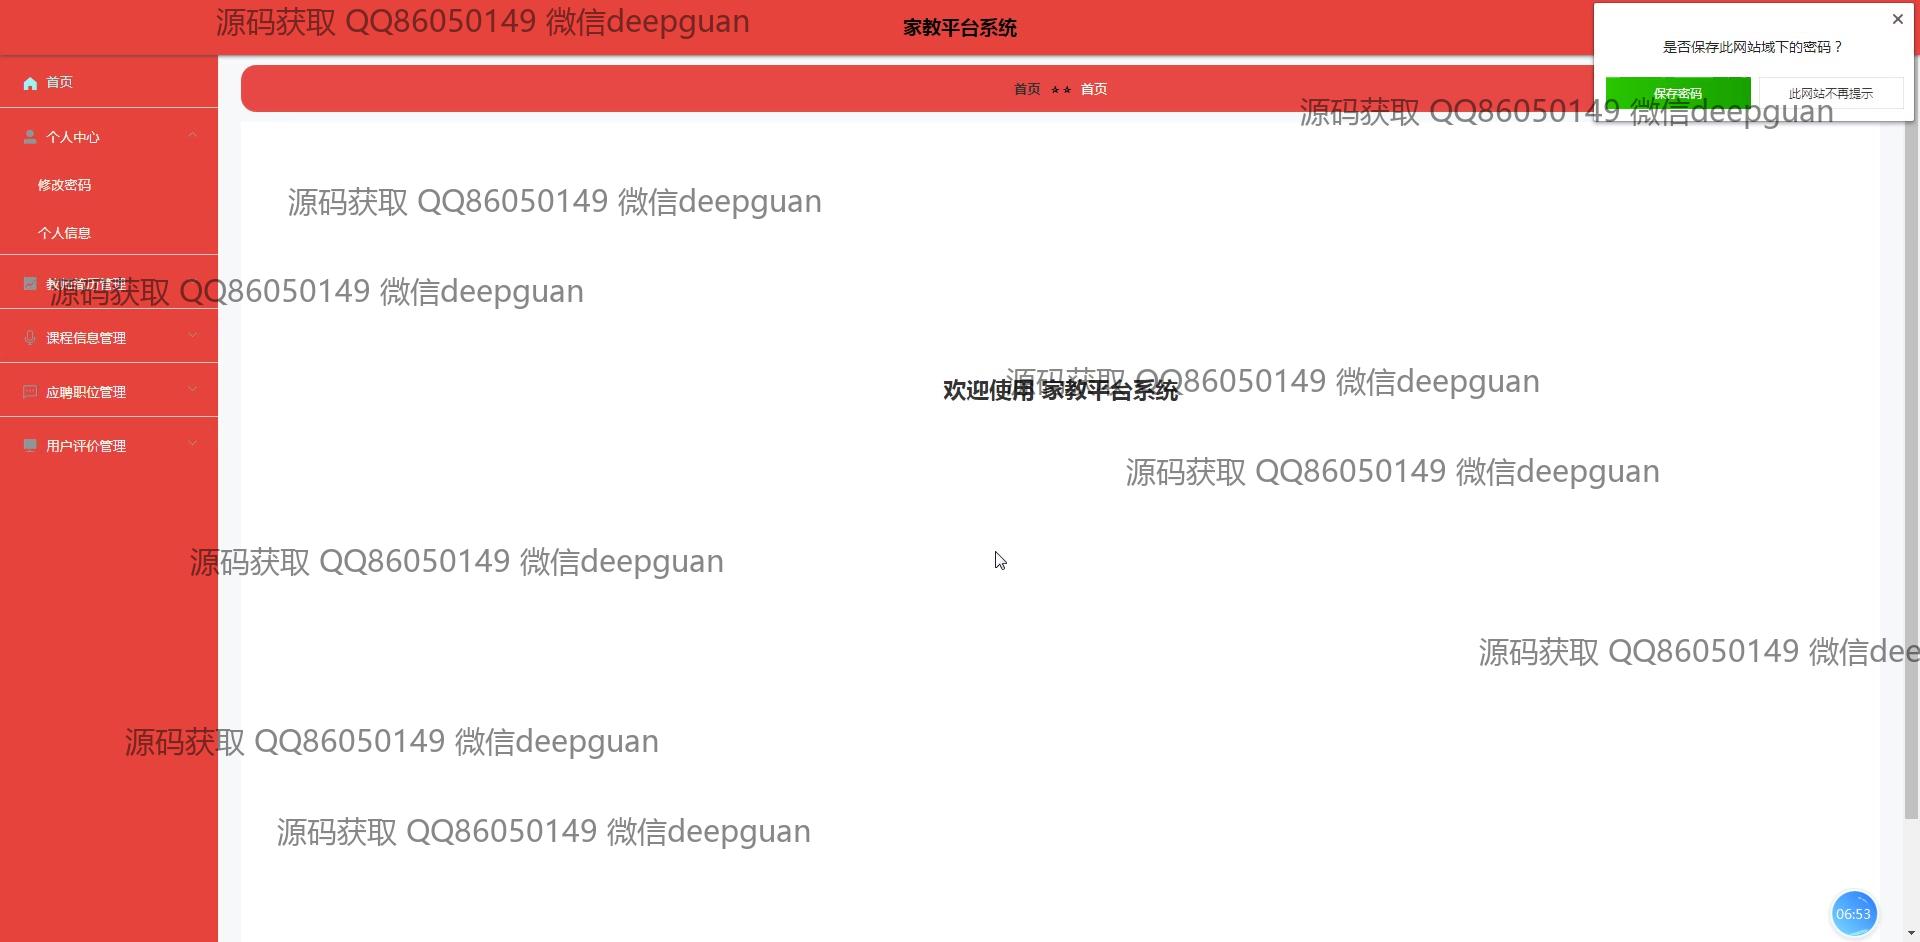 源码获取 QQ86050149 微信deepguan
家教平台系统
是否保存此网站域下的密码？
保存密码
此网站不再提示
首页
首页 ★★ 首页
源码获取 QQ86050149 微信deepguan
个人中心
修改密码
源码获取 QQ86050149 微信deepguan
个人信息
教师简历管理
源码获取 QQ86050149 微信deepguan
课程信息管理
源码获取 QQ86050149 微信deepguan
欢迎使用 家教平台系统
应聘职位管理
用户评价管理
源码获取 QQ86050149 微信deepguan
源码获取 QQ86050149 微信deepguan
源码获取 QQ86050149 微信dee
源码获取 QQ86050149 微信deepguan
源码获取 QQ86050149 微信deepguan
06:53